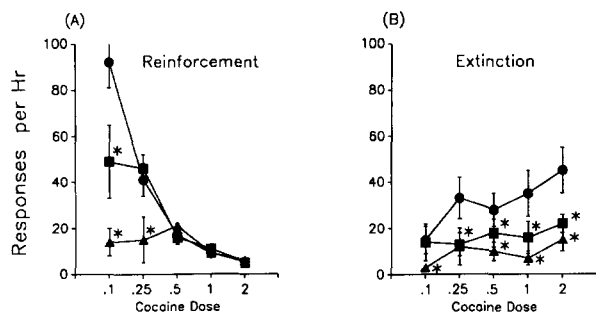 (A)
Reinforcement
Responses per Hr
100
80
60
40
20
0
*
*
*
.1 .25 .5 1 2
Cocaine Dose
(B)
Extinction
100
80
60
40
20
0
*
*
*
*
*
*
*
*
.1 .25 .5 1 2
Cocaine Dose